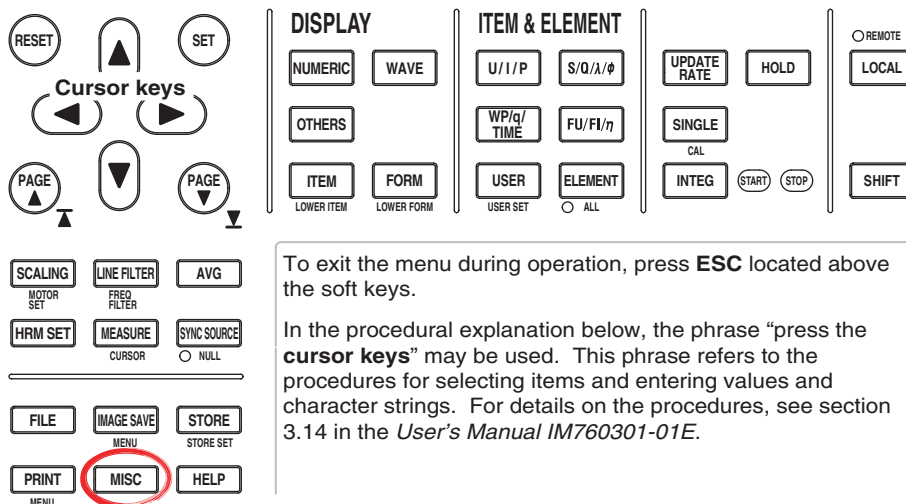 RESET
SET
Cursor keys
PAGE
PAGE
DISPLAY
NUMERIC WAVE
OTHERS
ITEM FORM
LOWER ITEM LOWER FORM
ITEM & ELEMENT
U/I/P S/Q/λ/ϕ
WP/q/
TIME
FU/FI/η
USER ELEMENT
USER SET ALL
UPDATE
RATE
HOLD
SINGLE
CAL
INTEG START STOP
REMOTE
LOCAL
SHIFT
SCALING LINE FILTER AVG
MOTOR
SET
FREQ
FILTER
HRM SET MEASURE SYNC SOURCE
CURSOR NULL
FILE IMAGE SAVE STORE
MENU STORE SET
PRINT MISC HELP
MENU
To exit the menu during operation, press ESC located above
the soft keys.
In the procedural explanation below, the phrase “press the
cursor keys” may be used. This phrase refers to the
procedures for selecting items and entering values and
character strings. For details on the procedures, see section
3.14 in the User’s Manual IM760301-01E.